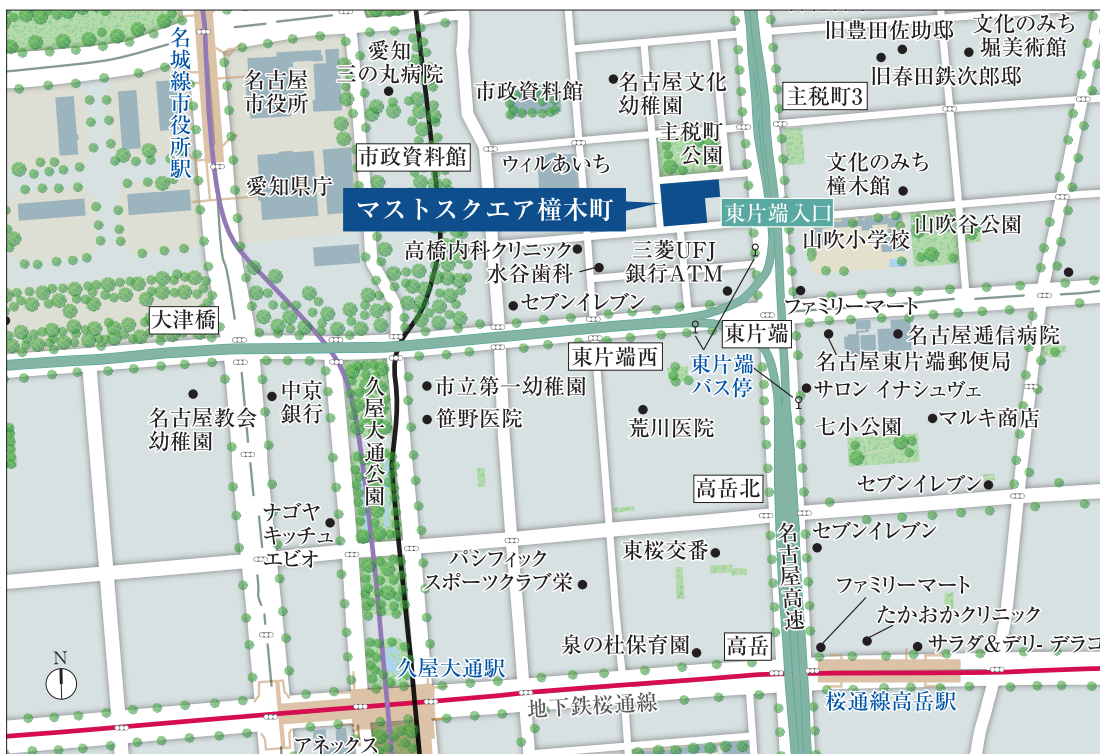 名城線市役所駅
名古屋
市役所
愛知
三の丸病院
市政資料館
名古屋文化
幼稚園
旧豊田佐助邸
文化のみち
堀美術館
旧春田鉄次郎邸
主税町3
主税町
公園
市政資料館
ウィルあいち
愛知県庁
文化のみち
橦木館
マストスクエア橦木町
東片端入口
山吹谷公園
山吹小学校
高橋内科クリニック
水谷歯科
三菱UFJ
銀行ATM
セブンイレブン
ファミリーマート
大津橋
東片端西
東片端
名古屋逓信病院
名古屋東片端郵便局
東片端
バス停
サロン イナシュヴェ
市立第一幼稚園
中京
銀行
名古屋教会
幼稚園
久屋大通公園
笹野医院
荒川医院
七小公園
マルキ商店
高岳北
セブンイレブン
ナゴヤ
キッチュ
エビオ
パシフィック
スポーツクラブ栄
東桜交番
名古屋高速
セブンイレブン
ファミリーマート
たかおかクリニック
サラダ&デリ-デラコ
泉の杜保育園
高岳
N
久屋大通駅
地下鉄桜通線
桜通線高岳駅
アネックス